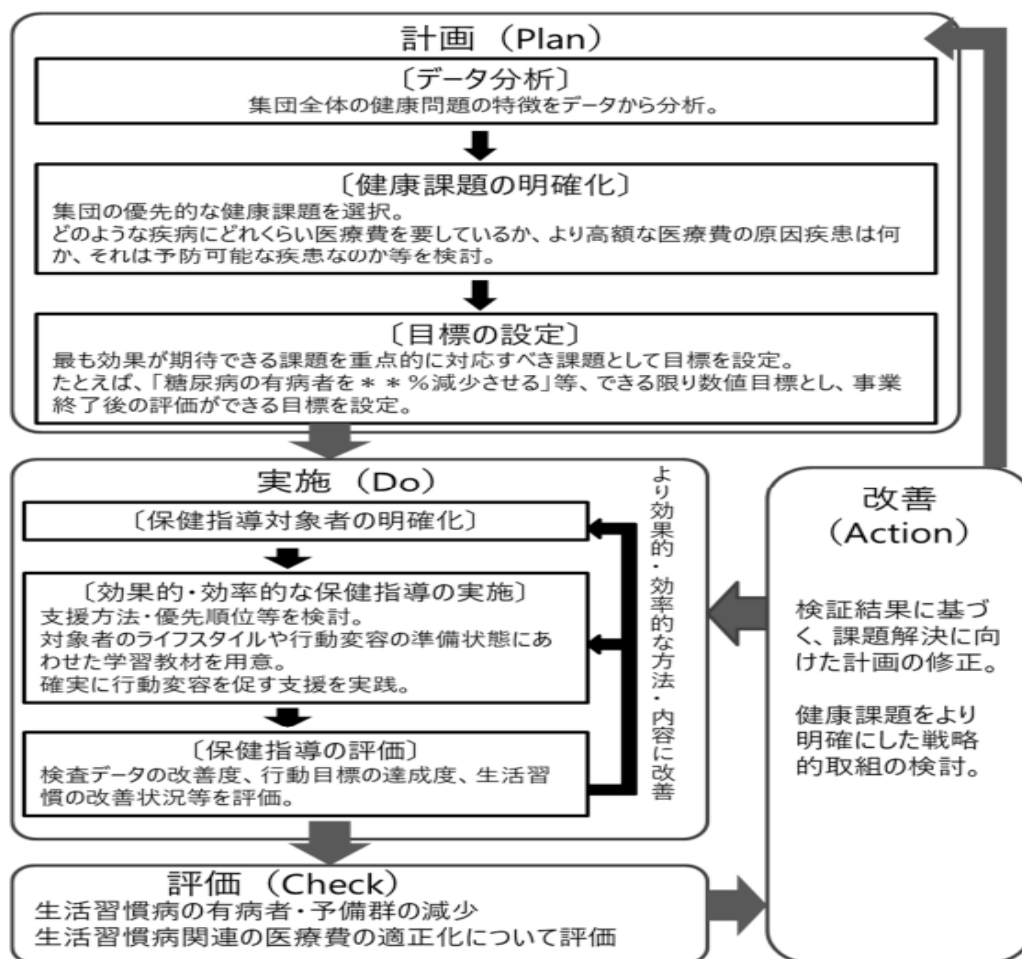 計画（Plan）
〔データ分析〕
集団全体の健康問題の特徴をデータから分析。
〔健康課題の明確化〕
集団の優先的な健康課題を選択。
どのような疾病にどれくらい医療費を要しているか、より高額な医療費の原因疾患は何
か、それは予防可能な疾患なのか等を検討。
〔目標の設定〕
最も効果が期待できる課題を重点的に対応すべき課題として目標を設定。
たとえば、「糖尿病の有病者を＊＊％減少させる」等、できる限り数値目標とし、事業
終了後の評価ができる目標を設定。
実施（Do）
〔保健指導対象者の明確化〕
〔効果的・効率的な保健指導の実施〕
支援方法・優先順位等を検討。
対象者のライフスタイルや行動変容の準備状態にあ
わせた学習教材を用意。
確実に行動変容を促す支援を実践。
〔保健指導の評価〕
検査データの改善度、行動目標の達成度、生活習
慣の改善状況等を評価。
より効果的・効率的な方法・内容に改善
評価（Check）
生活習慣病の有病者・予備群の減少
生活習慣病関連の医療費の適正化について評価
改善
（Action）
検証結果に基づ
く、課題解決に向
けた計画の修正。
健康課題をより
明確にした戦略
的取組の検討。